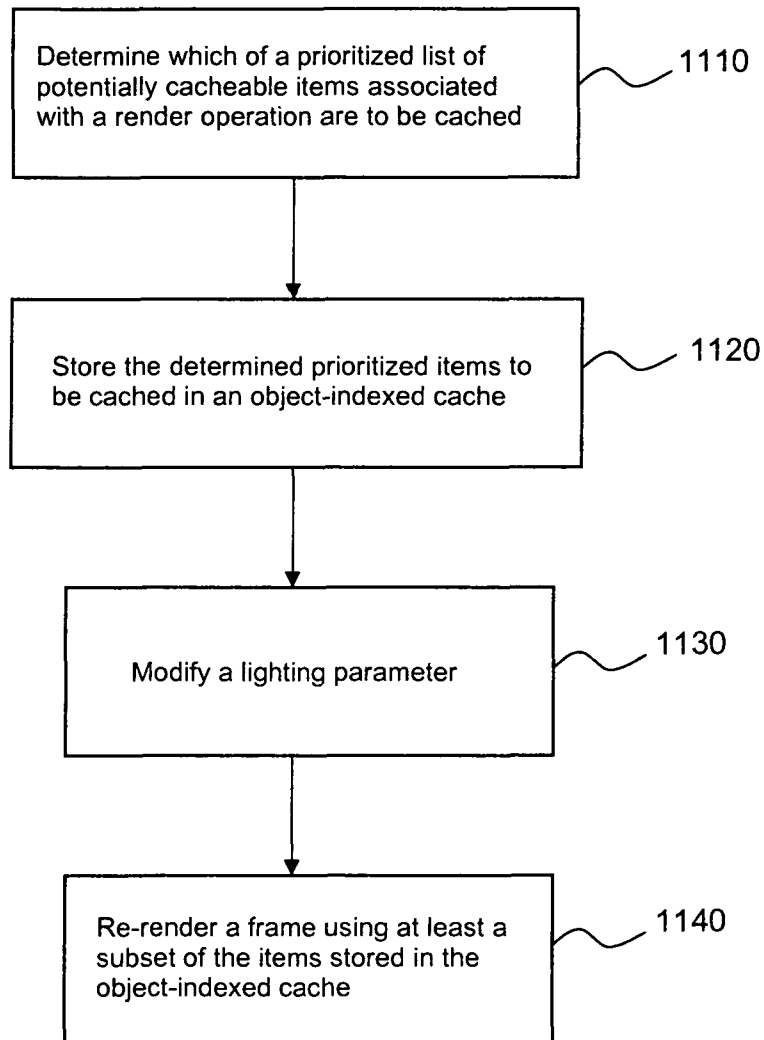 Determine which of a prioritized list of
potentially cacheable items associated
with a render operation are to be cached
1110
Store the determined prioritized items to
be cached in an object-indexed cache
1120
Modify a lighting parameter
1130
Re-render a frame using at least a
subset of the items stored in the
object-indexed cache
1140